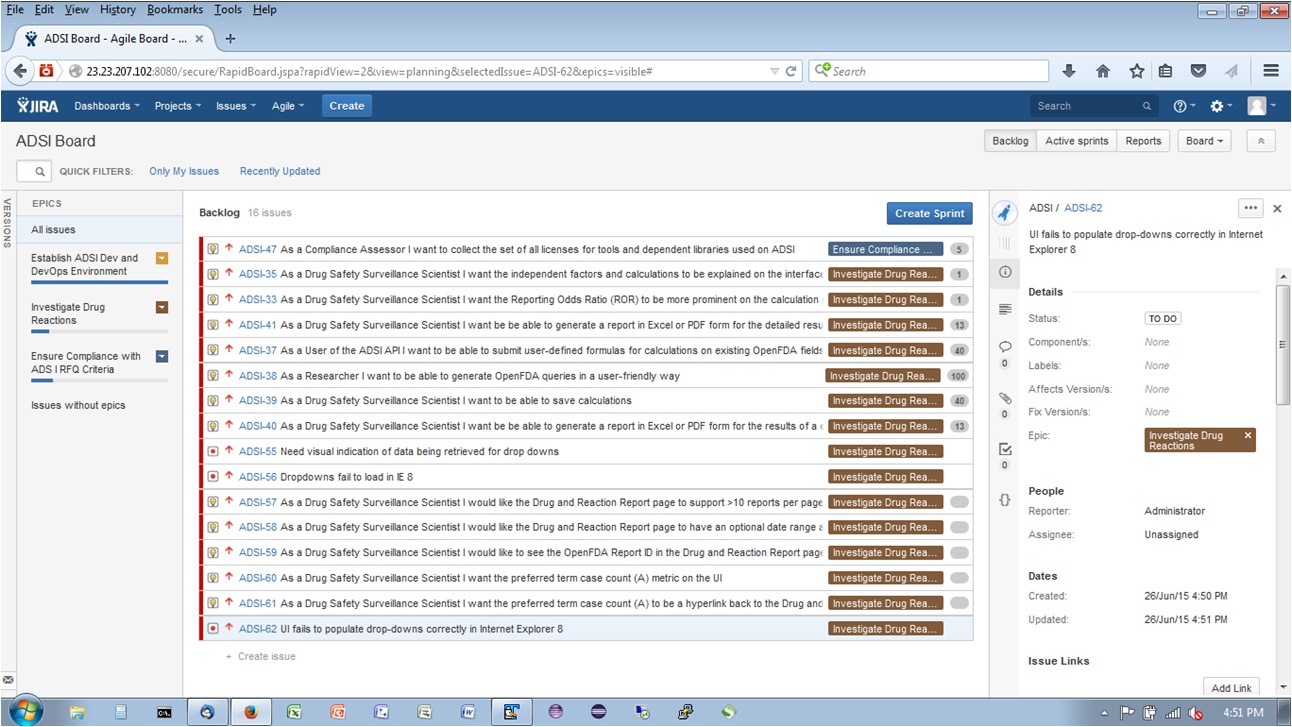 File Edit View History Bookmarks Tools Help
ADSI Board - Agile Board - ...
23.23.207.102:8080/secure/RapidBoard.jspa?rapidView=2&view=planning&selectedIssue=ADSI-62&epics=visible#
Search
JIRA Dashboards Projects Issues Agile Create Search
ADSI Board
Backlog Active sprints Reports Board
QUICK FILTERS: Only My Issues Recently Updated
VERSIONS
EPICS
All issues
Establish ADSI Dev and
DevOps Environment
Investigate Drug
Reactions
Ensure Compliance with
ADS I RFQ Criteria
Issues without epics
Backlog 16 issues
Create Sprint
ADSI-47 As a Compliance Assessor I want to collect the set of all licenses for tools and dependent libraries used on ADSI Ensure Compliance ... 5
ADSI-35 As a Drug Safety Surveillance Scientist I want the independent factors and calculations to be explained on the interfac Investigate Drug Rea... 1
ADSI-33 As a Drug Safety Surveillance Scientist I want the Reporting Odds Ratio (ROR) to be more prominent on the calculation Investigate Drug Rea... 1
ADSI-41 As a Drug Safety Surveillance Scientist I want be be able to generate a report in Excel or PDF form for the detailed resu Investigate Drug Rea... 13
ADSI-37 As a User of the ADSI API I want to be able to submit user-defined formulas for calculations on existing OpenFDA fields Investigate Drug Rea... 40
ADSI-38 As a Researcher I want to be able to generate OpenFDA queries in a user-friendly way Investigate Drug Rea... 100
ADSI-39 As a Drug Safety Surveillance Scientist I want to be able to save calculations Investigate Drug Rea... 40
ADSI-40 As a Drug Safety Surveillance Scientist I want be be able to generate a report in Excel or PDF form for the results of a c Investigate Drug Rea... 13
ADSI-55 Need visual indication of data being retrieved for drop downs Investigate Drug Rea...
ADSI-56 Dropdowns fail to load in IE 8 Investigate Drug Rea...
ADSI-57 As a Drug Safety Surveillance Scientist I would like the Drug and Reaction Report page to support >10 reports per page Investigate Drug Rea...
ADSI-58 As a Drug Safety Surveillance Scientist I would like the Drug and Reaction Report page to have an optional date range a Investigate Drug Rea...
ADSI-59 As a Drug Safety Surveillance Scientist I would like to see the OpenFDA Report ID in the Drug and Reaction Report page Investigate Drug Rea...
ADSI-60 As a Drug Safety Surveillance Scientist I want the preferred term case count (A) metric on the UI Investigate Drug Rea...
ADSI-61 As a Drug Safety Surveillance Scientist I want the preferred term case count (A) to be a hyperlink back to the Drug and Investigate Drug Rea...
ADSI-62 UI fails to populate drop-downs correctly in Internet Explorer 8 Investigate Drug Rea...
+ Create issue
0
0
0
ADSI / ADSI-62
UI fails to populate drop-downs correctly in Internet
Explorer 8
Details
Status: TO DO
Component/s: None
Labels: None
Affects Version/s: None
Fix Version/s: None
Epic: Investigate Drug
Reactions
People
Reporter: Administrator
Assignee: Unassigned
Dates
Created: 26/Jun/15 4:50 PM
Updated: 26/Jun/15 4:51 PM
Issue Links
Add Link
4:51 PM